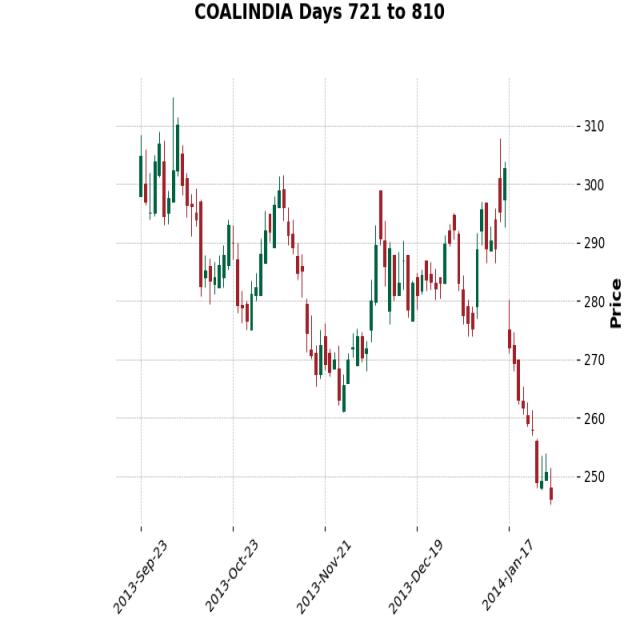 COALINDIA Days 721 to 810
310
300
290
280
270
260
250
Price
2013-Sep-23
2013-Oct-23
2013-Nov-21
2013-Dec-19
2014-Jan-17